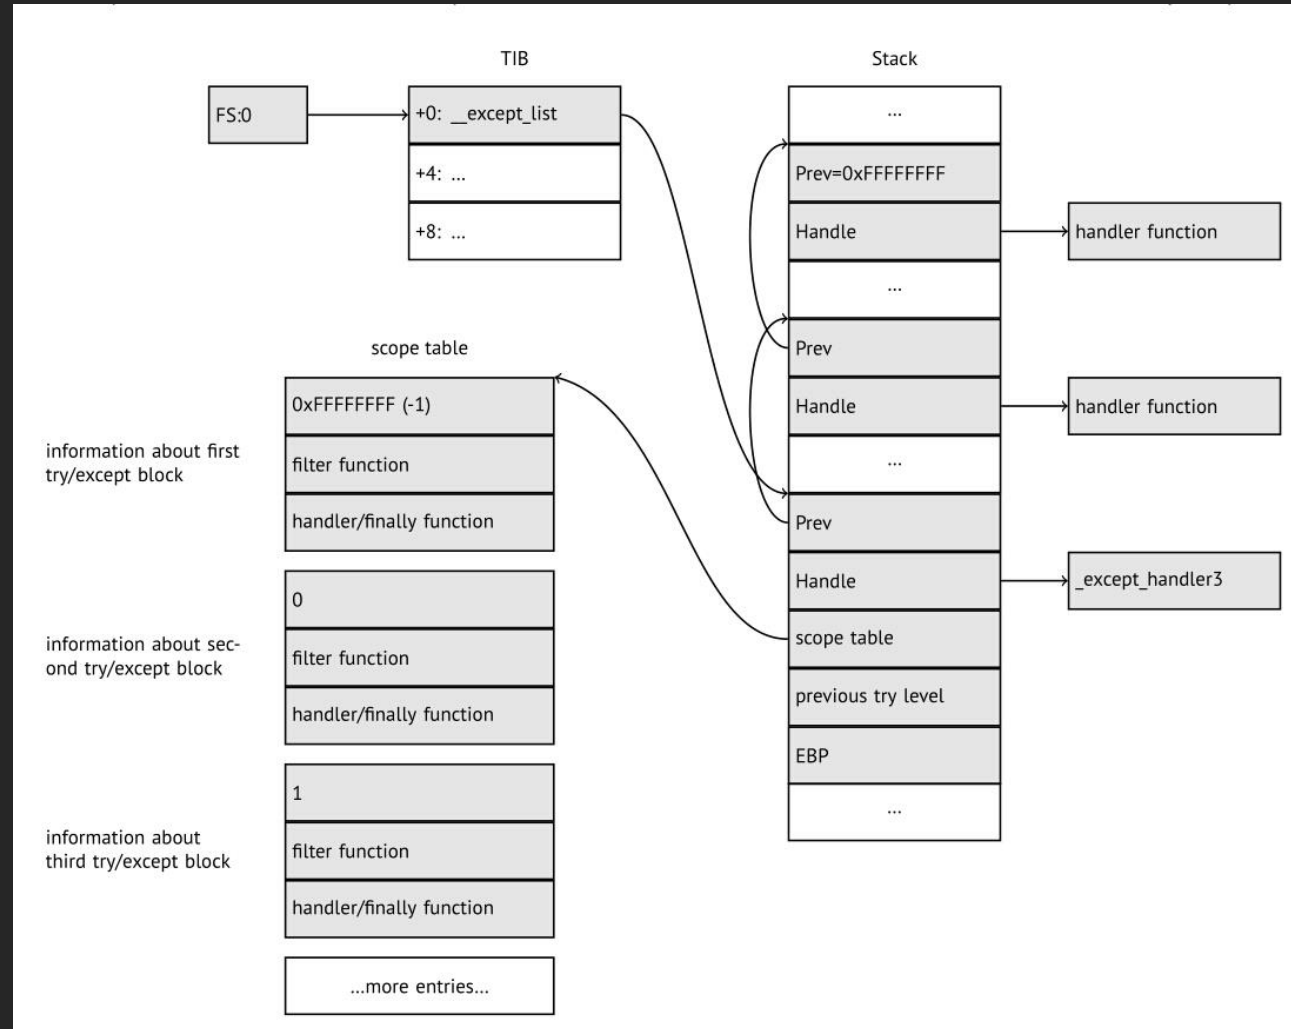 TIB
FS:0
+0: __except_list
+4: ...
+8: ...
Stack
...
Prev=0xFFFFFFFF
Handle
handler function
...
Prev
Handle
handler function
...
Prev
Handle
_except_handler3
scope table
previous try level
EBP
...
scope table
information about first
try/except block
0xFFFFFFFF (-1)
filter function
handler/finally function
information about sec-
ond try/except block
0
filter function
handler/finally function
information about
third try/except block
1
filter function
handler/finally function
...more entries...